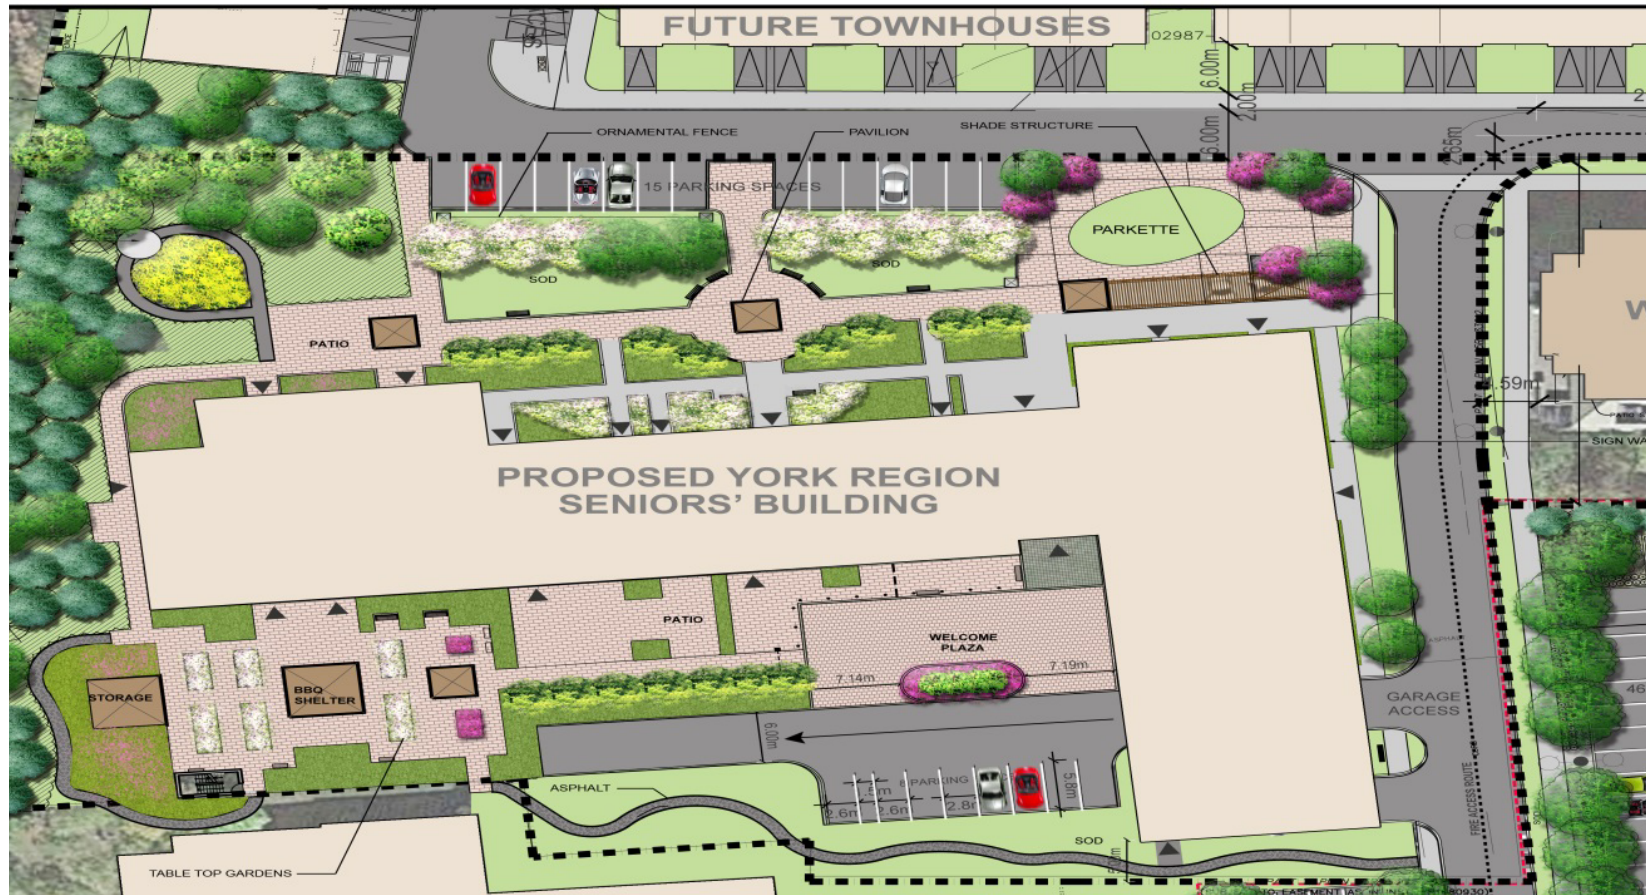 FUTURE TOWNHOUSES
02987
6.00m
2.00m
6.00m
2.65m
ORNAMENTAL FENCE
PAVILION
SHADE STRUCTURE
15 PARKING SPACES
PARKETTE
SOD
SOD
PATIO
W
.59m
SIGN WA
PROPOSED YORK REGION
SENIORS' BUILDING
PATIO
WELCOME
PLAZA
7.14m
7.19m
STORAGE
BBQ
SHELTER
GARAGE
ACCESS
46
6.00m
ASPHALT
PARKING
5.8m
2.6m
2.6m
2.8m
SOD
FIRE ACCESS ROUTE
TABLE TOP GARDENS